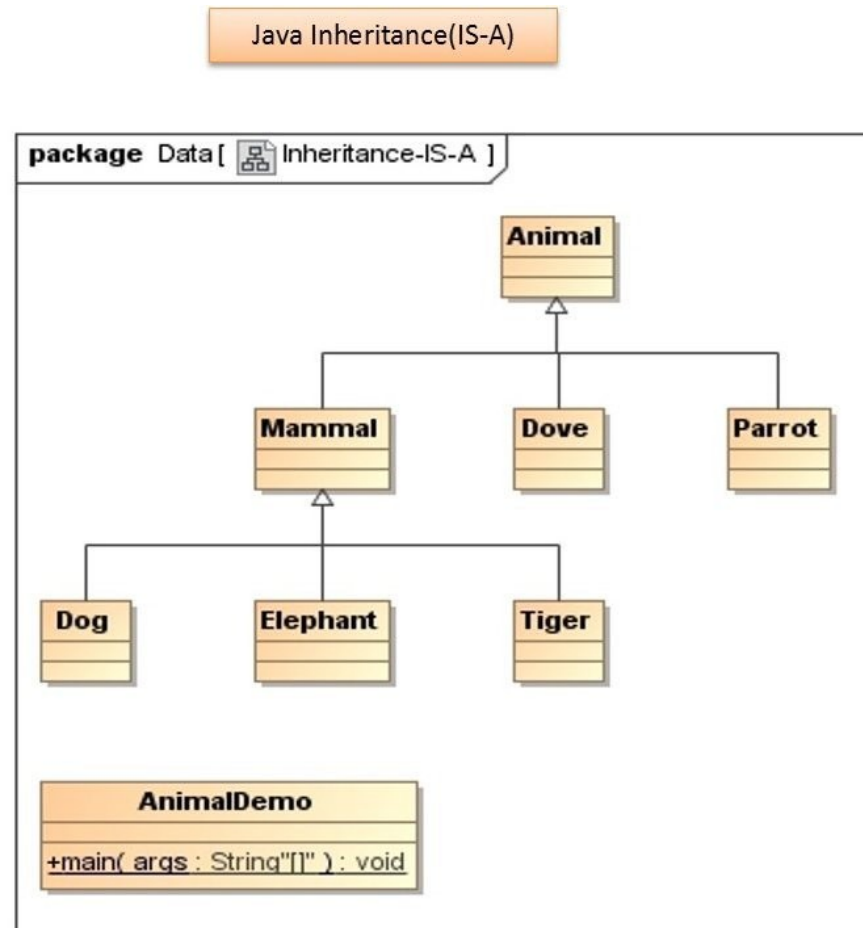 Java Inheritance(IS-A)
package Data[ Inheritance-IS-A ]
Animal
Mammal Dove Parrot
Dog Elephant Tiger
AnimalDemo
+main( args : String"[]" ) : void